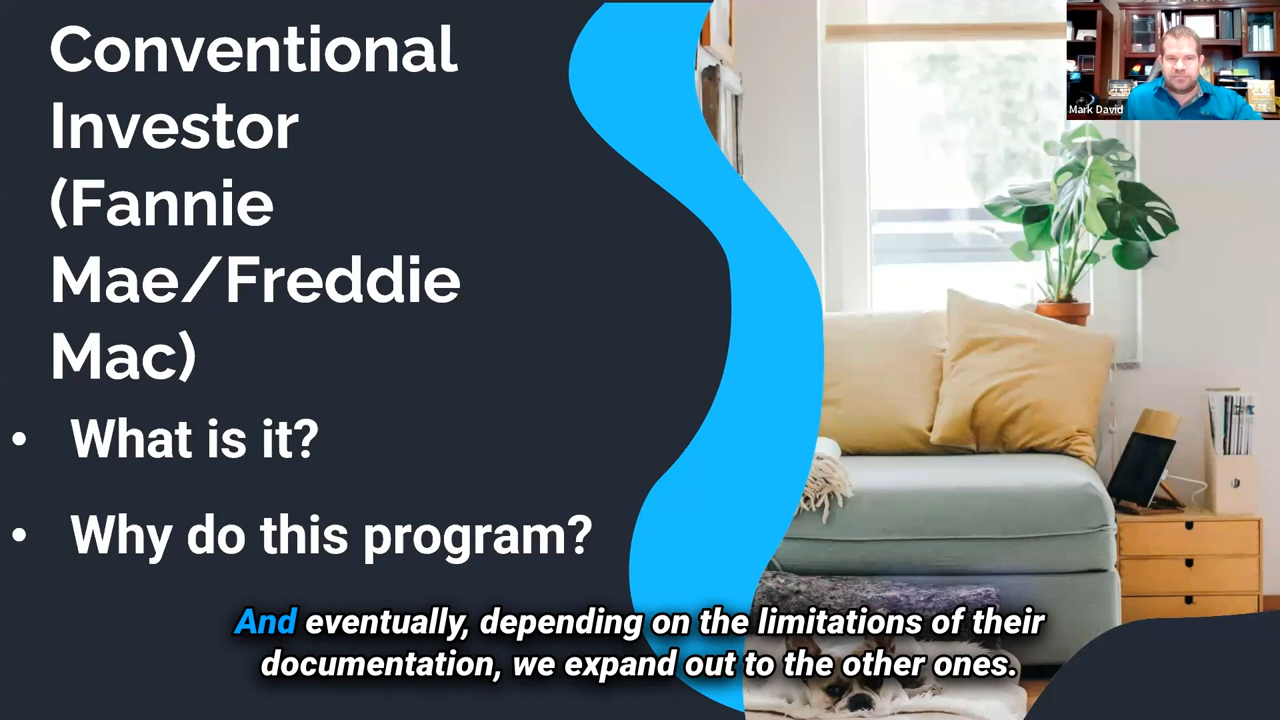 Conventional
Investor
(Fannie
Mae/Freddie
Mac)
• What is it?
• Why do this program?
Mark David
And eventually, depending on the limitations of their
documentation, we expand out to the other ones.